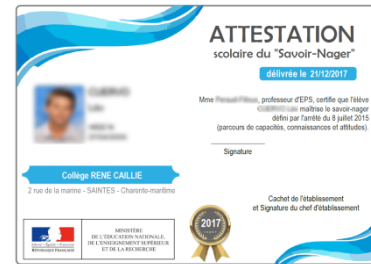 ATTESTATION
scolaire du "Savoir-Nager"
délivrée le 21/12/2017
Mme, professeur d'EPS, certifie que l'élève
maîtrise le savoir-nager
défini par l'arrêté du 8 juillet 2015
(parcours de capacités, connaissances et attitudes).
Signature
Collège RENE CAILLIE
2 rue de la marine - SAINTES - Charente-maritime
Cachet de l'établissement
et Signature du chef d'établissement
MINISTÈRE
DE L'ÉDUCATION NATIONALE,
DE L'ENSEIGNEMENT SUPÉRIEUR
ET DE LA RECHERCHE
RÉPUBLIQUE FRANÇAISE
2017